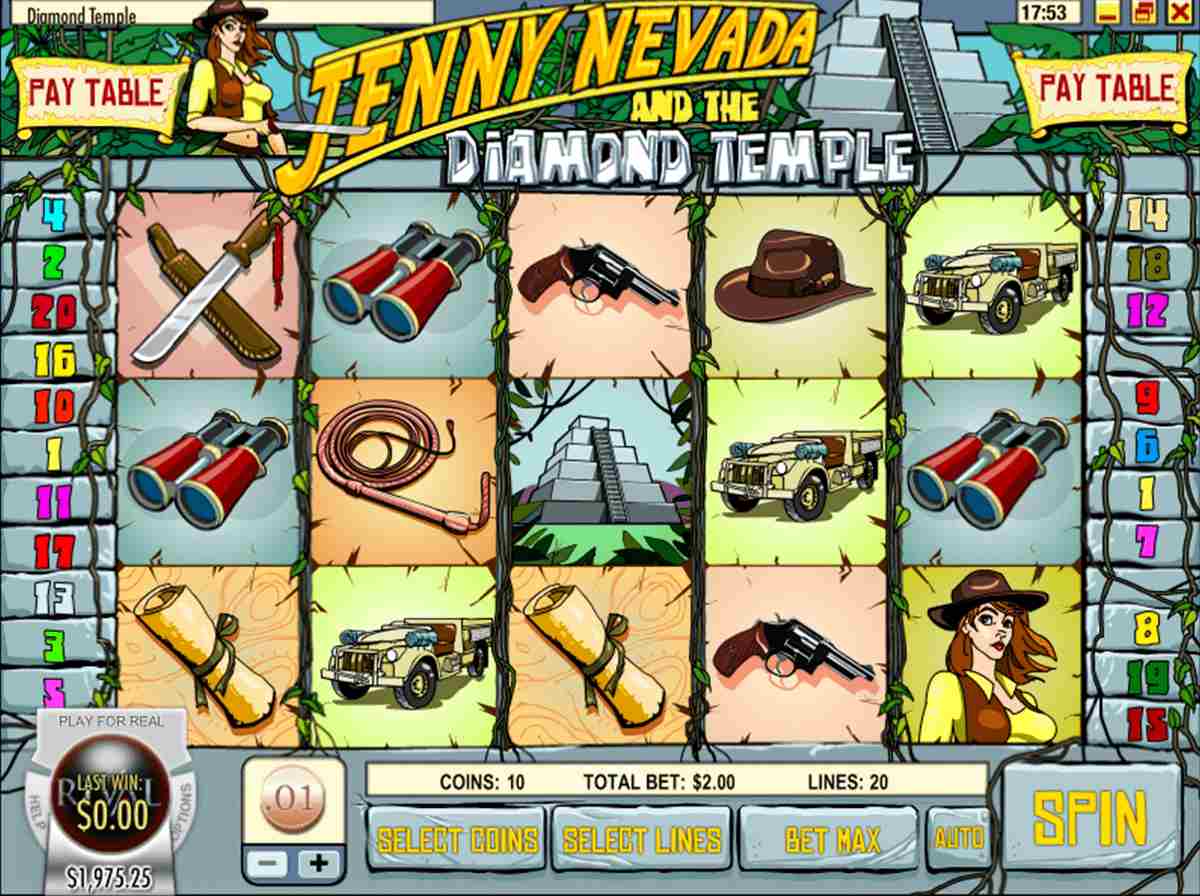 Diamond Temple
17:53
JENNY NEVADA
AND THE
DIAMOND TEMPLE
PAY TABLE
PAY TABLE
4
2
20
16
10
1
11
17
13
3
5
14
18
12
9
6
1
7
8
19
15
PLAY FOR REAL
RIVAL
LAST WIN:
$0.00
HELP
OPTIONS
$1,975.25
.01
COINS: 10
TOTAL BET: $2.00
LINES: 20
SELECT COINS
SELECT LINES
BET MAX
AUTO
SPIN